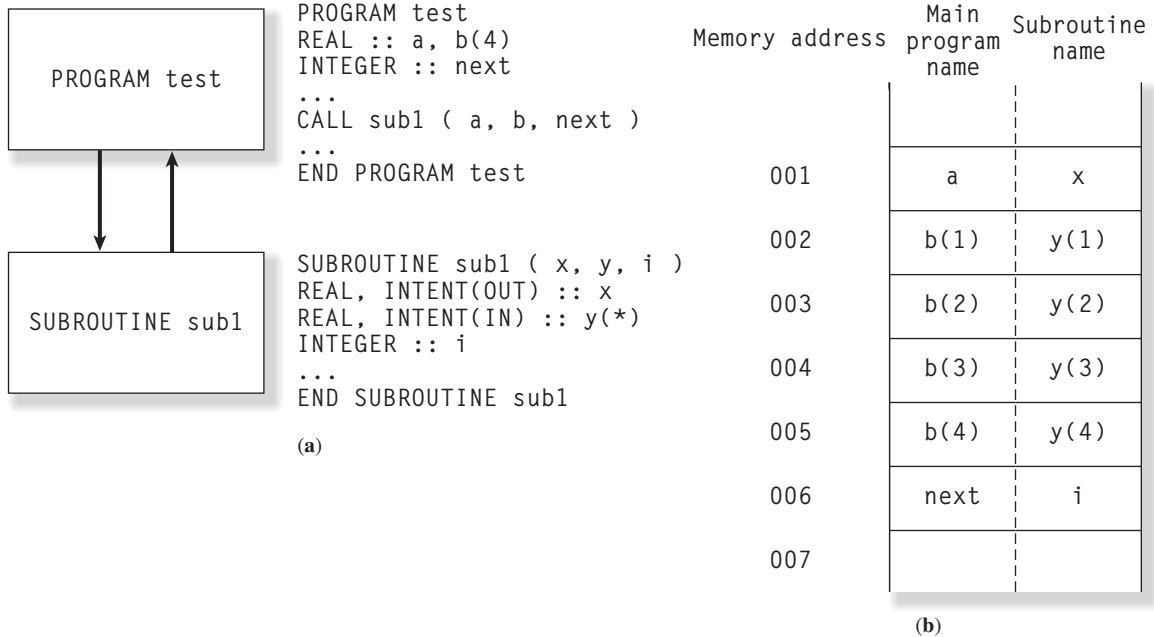 PROGRAM test
SUBROUTINE sub1
PROGRAM test
REAL :: a, b(4)
INTEGER :: next
...
CALL sub1 ( a, b, next )
...
END PROGRAM test
SUBROUTINE sub1 ( x, y, i )
REAL, INTENT(OUT) :: x
REAL, INTENT(IN) :: y(*)
INTEGER :: i
...
END SUBROUTINE sub1
(a)
Memory address
Main
program
name
Subroutine
name
001 a x
002 b(1) y(1)
003 b(2) y(2)
004 b(3) y(3)
005 b(4) y(4)
006 next i
007
(b)